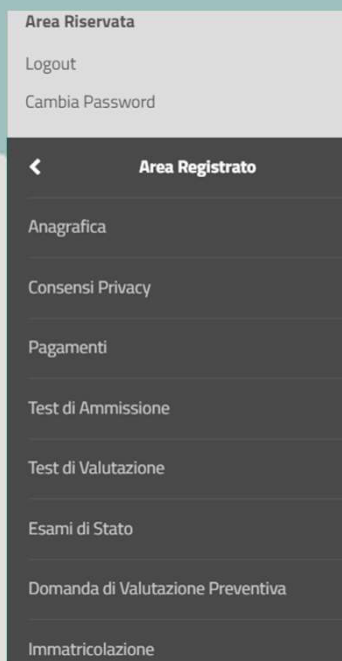 Area Riservata
Logout
Cambia Password
Area Registrato
Anagrafica
Consensi Privacy
Pagamenti
Test di Ammissione
Test di Valutazione
Esami di Stato
Domanda di Valutazione Preventiva
Immatricolazione